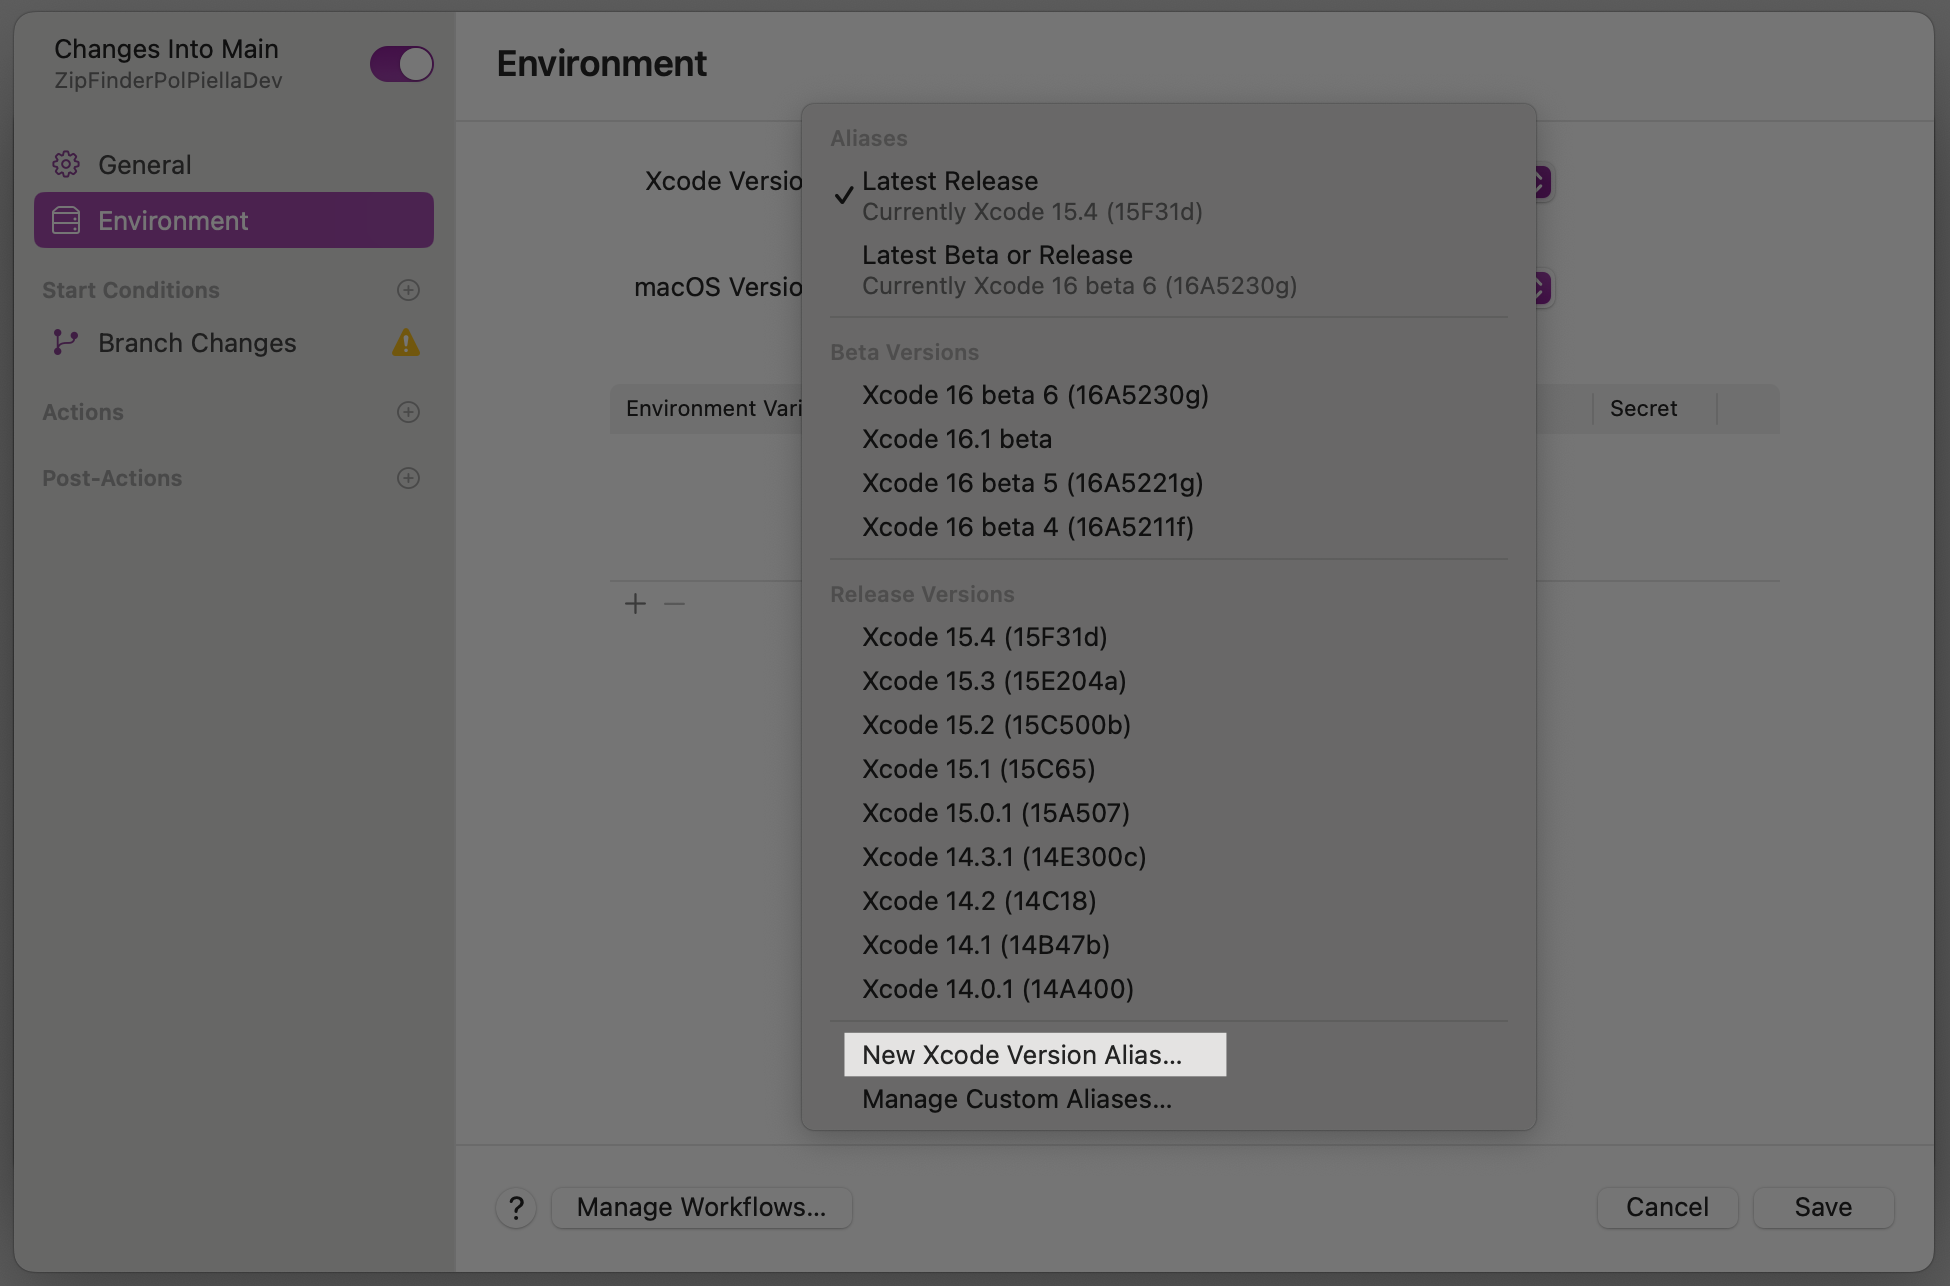 Changes Into Main
ZipFinderPolPiellaDev
General
Environment
Start Conditions
Branch Changes
Actions
Post-Actions
Environment
Xcode Versio
macOS Versio
Environment Vari
Secret
Aliases
Latest Release
Currently Xcode 15.4 (15F31d)
Latest Beta or Release
Currently Xcode 16 beta 6 (16A5230g)
Beta Versions
Xcode 16 beta 6 (16A5230g)
Xcode 16.1 beta
Xcode 16 beta 5 (16A5221g)
Xcode 16 beta 4 (16A5211f)
Release Versions
Xcode 15.4 (15F31d)
Xcode 15.3 (15E204a)
Xcode 15.2 (15C500b)
Xcode 15.1 (15C65)
Xcode 15.0.1 (15A507)
Xcode 14.3.1 (14E300c)
Xcode 14.2 (14C18)
Xcode 14.1 (14B47b)
Xcode 14.0.1 (14A400)
New Xcode Version Alias...
Manage Custom Aliases...
? Manage Workflows...
Cancel
Save